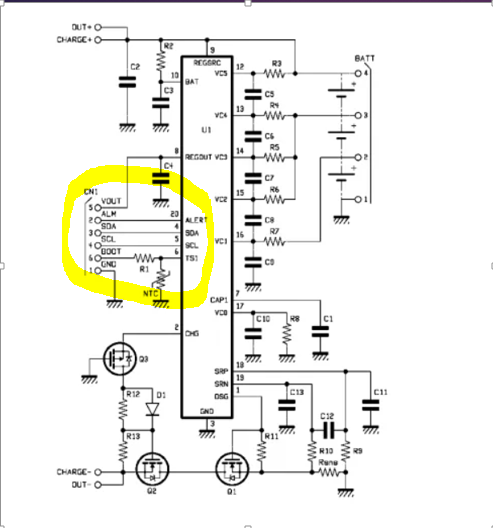 OUT+
CHARGE+
R2
9
REGSRC
12
VC5
R3
BATT
4
C2
10
BAT
C3
C5
R4
U1
13
VC4
3
C6
R5
8
REGOUT
14
VC3
2
C4
C7
R6
CN1
5
VOUT
15
VC2
1
2
ALM
20
ALERT
C8
3
SDA
4
SDA
R7
4
SCL
5
SCL
16
VC1
6
BOOT
6
TS1
1
GND
R1
C9
NTC
CAP1
7
2
CHG
VC0
17
C10
R8
C1
Q3
SRP
18
SRN
19
DSG
1
C13
C11
R12
D1
GND
3
C12
R13
R11
R10
R9
Rsns
CHARGE-
OUT-
Q2
Q1